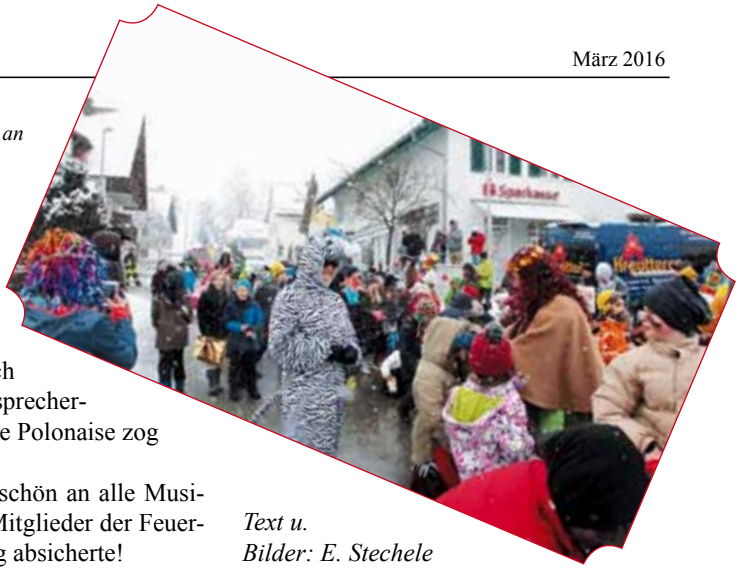 März 2016
an
Sparkasse
ch
sprecher-
e Polonaise zog
schön an alle Musi-
Mitglieder der Feuer-
g absicherte!
Text u.
Bilder: E. Stechele